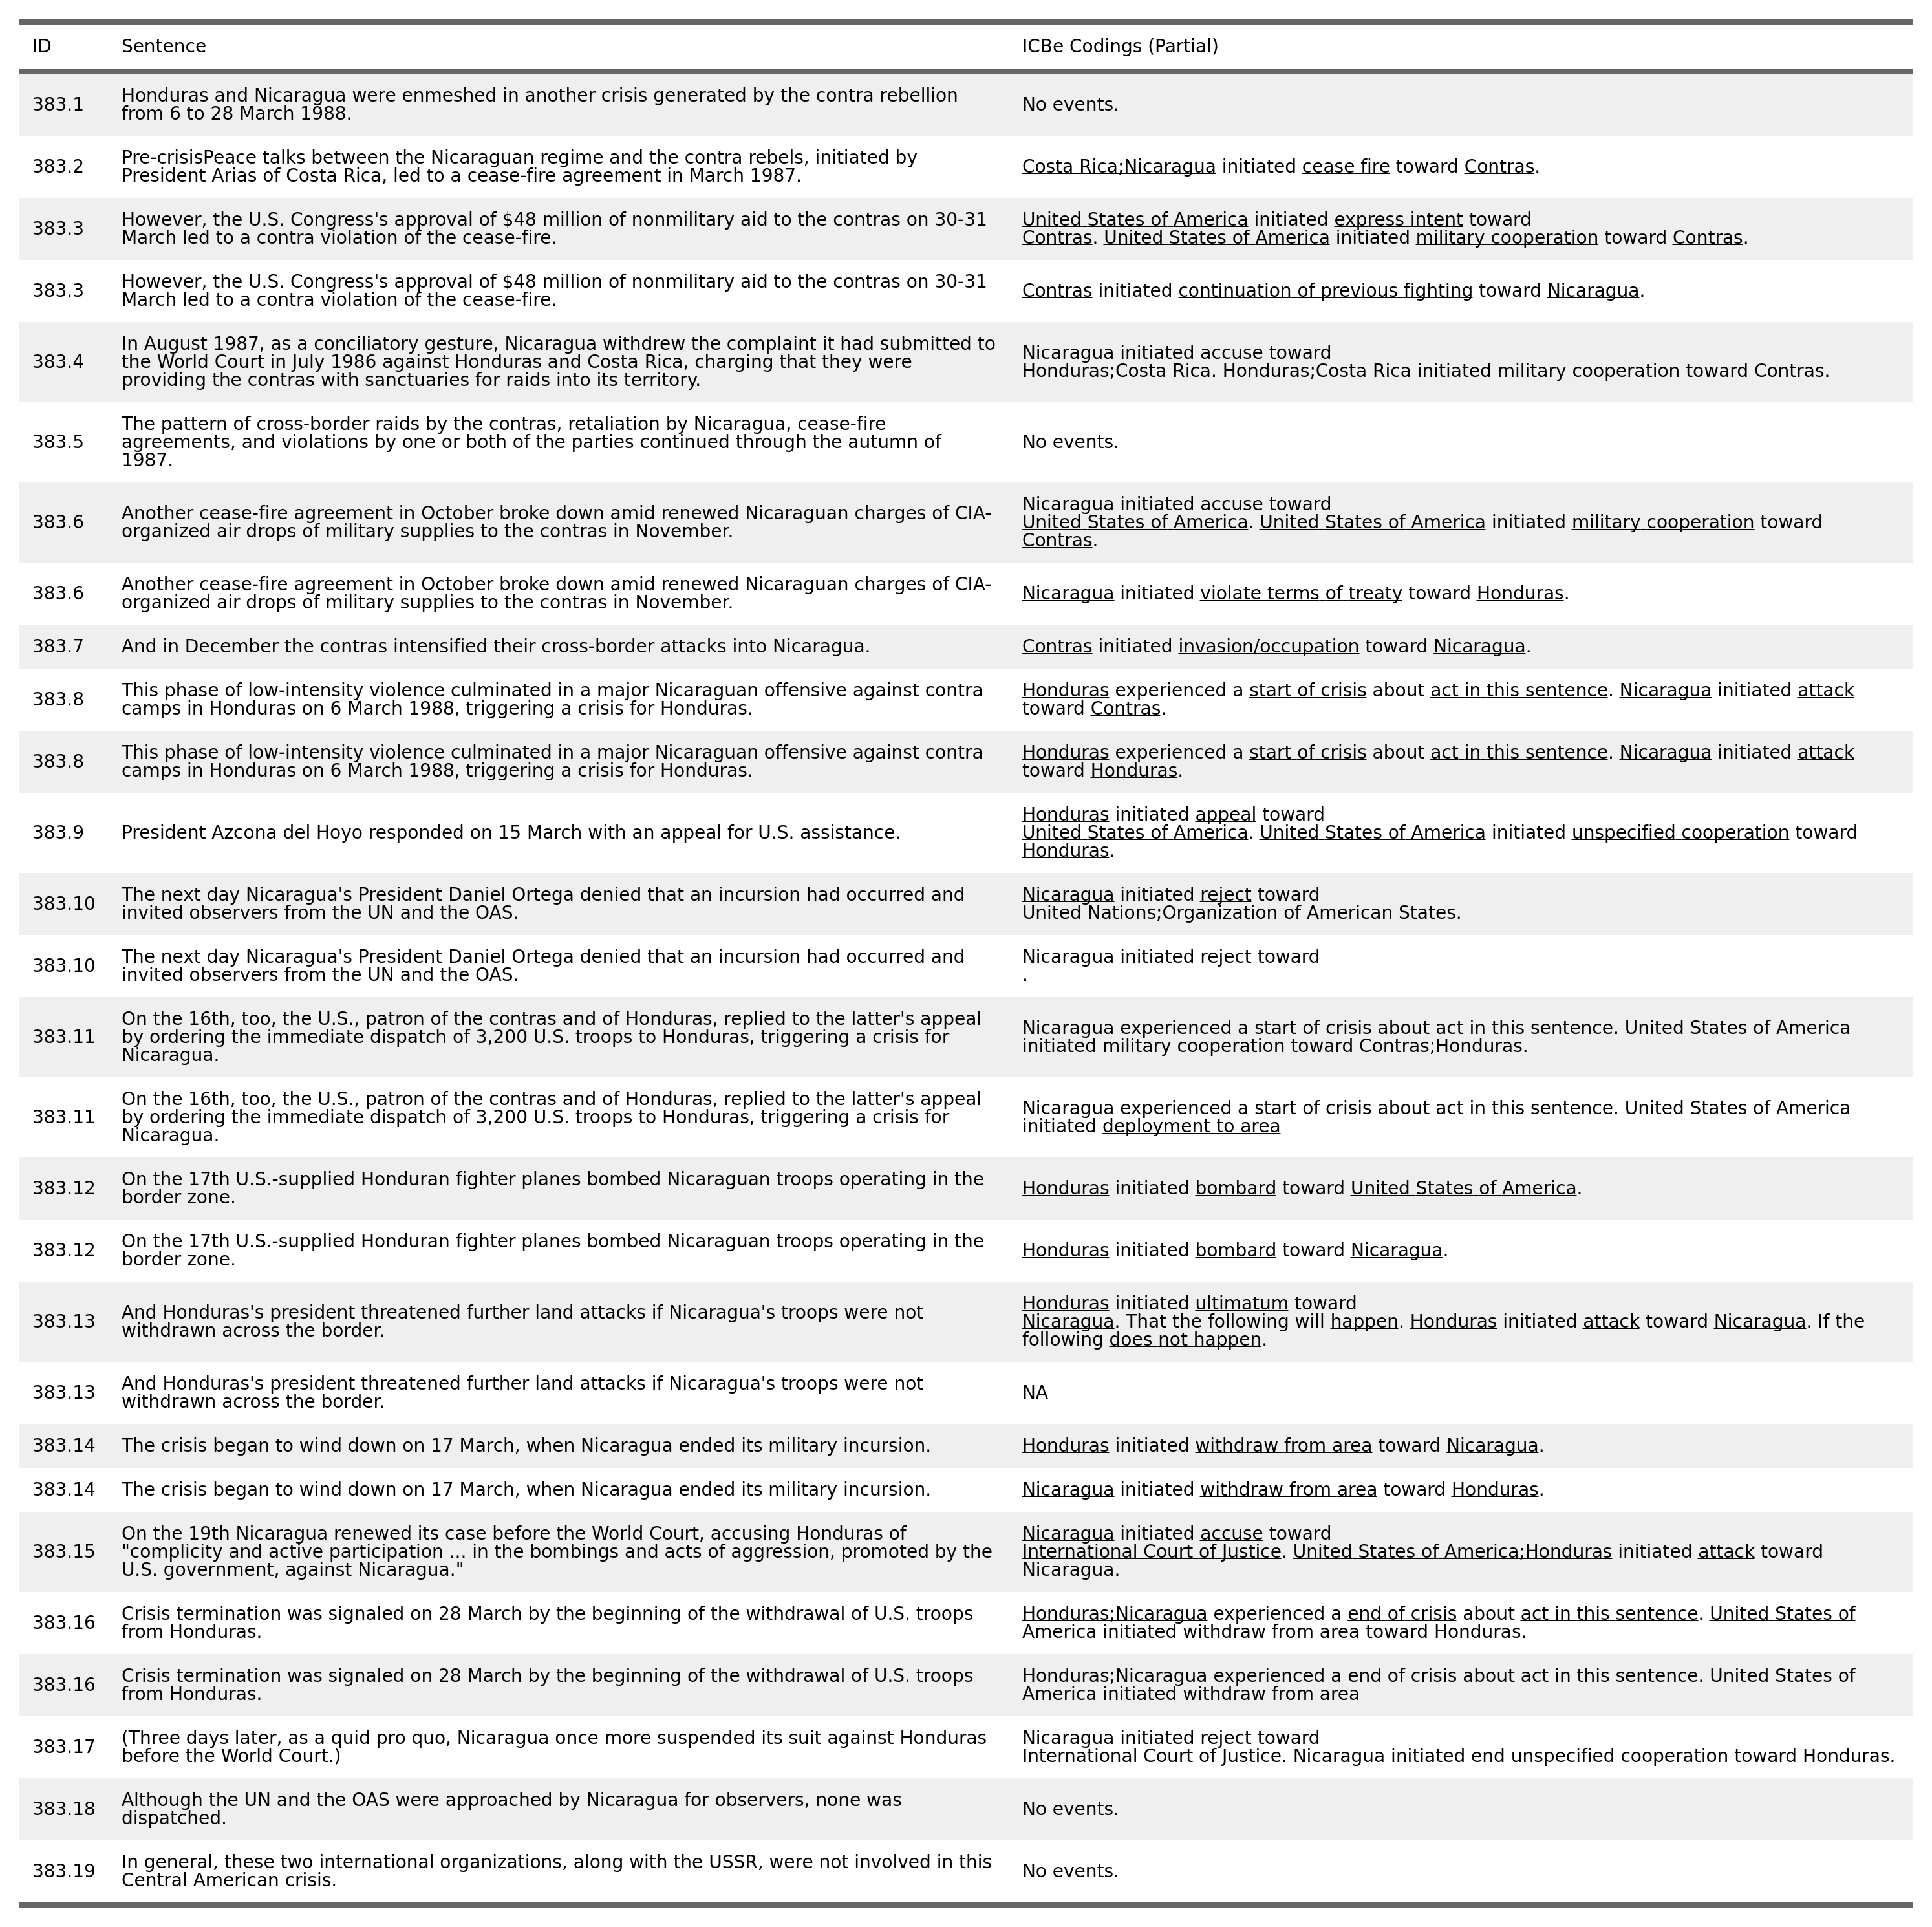 ID Sentence ICBe Codings (Partial)
383.1 Honduras and Nicaragua were enmeshed in another crisis generated by the contra rebellion
from 6 to 28 March 1988.
No events.
383.2 Pre-crisisPeace talks between the Nicaraguan regime and the contra rebels, initiated by
President Arias of Costa Rica, led to a cease-fire agreement in March 1987.
Costa Rica;Nicaragua initiated cease fire toward Contras.
383.3 However, the U.S. Congress's approval of $48 million of nonmilitary aid to the contras on 30-31
March led to a contra violation of the cease-fire.
United States of America initiated express intent toward
Contras. United States of America initiated military cooperation toward Contras.
383.3 However, the U.S. Congress's approval of $48 million of nonmilitary aid to the contras on 30-31
March led to a contra violation of the cease-fire.
Contras initiated continuation of previous fighting toward Nicaragua.
383.4 In August 1987, as a conciliatory gesture, Nicaragua withdrew the complaint it had submitted to
the World Court in July 1986 against Honduras and Costa Rica, charging that they were
providing the contras with sanctuaries for raids into its territory.
Nicaragua initiated accuse toward
Honduras;Costa Rica. Honduras;Costa Rica initiated military cooperation toward Contras.
383.5 The pattern of cross-border raids by the contras, retaliation by Nicaragua, cease-fire
agreements, and violations by one or both of the parties continued through the autumn of
1987.
No events.
383.6 Another cease-fire agreement in October broke down amid renewed Nicaraguan charges of CIA-
organized air drops of military supplies to the contras in November.
Nicaragua initiated accuse toward
United States of America. United States of America initiated military cooperation toward
Contras.
383.6 Another cease-fire agreement in October broke down amid renewed Nicaraguan charges of CIA-
organized air drops of military supplies to the contras in November.
Nicaragua initiated violate terms of treaty toward Honduras.
383.7 And in December the contras intensified their cross-border attacks into Nicaragua.
Contras initiated invasion/occupation toward Nicaragua.
383.8 This phase of low-intensity violence culminated in a major Nicaraguan offensive against contra
camps in Honduras on 6 March 1988, triggering a crisis for Honduras.
Honduras experienced a start of crisis about act in this sentence. Nicaragua initiated attack
toward Contras.
383.8 This phase of low-intensity violence culminated in a major Nicaraguan offensive against contra
camps in Honduras on 6 March 1988, triggering a crisis for Honduras.
Honduras experienced a start of crisis about act in this sentence. Nicaragua initiated attack
toward Honduras.
383.9 President Azcona del Hoyo responded on 15 March with an appeal for U.S. assistance.
Honduras initiated appeal toward
United States of America. United States of America initiated unspecified cooperation toward
Honduras.
383.10 The next day Nicaragua's President Daniel Ortega denied that an incursion had occurred and
invited observers from the UN and the OAS.
Nicaragua initiated reject toward
United Nations;Organization of American States.
383.10 The next day Nicaragua's President Daniel Ortega denied that an incursion had occurred and
invited observers from the UN and the OAS.
Nicaragua initiated reject toward
.
383.11 On the 16th, too, the U.S., patron of the contras and of Honduras, replied to the latter's appeal
by ordering the immediate dispatch of 3,200 U.S. troops to Honduras, triggering a crisis for
Nicaragua.
Nicaragua experienced a start of crisis about act in this sentence. United States of America
initiated military cooperation toward Contras;Honduras.
383.11 On the 16th, too, the U.S., patron of the contras and of Honduras, replied to the latter's appeal
by ordering the immediate dispatch of 3,200 U.S. troops to Honduras, triggering a crisis for
Nicaragua.
Nicaragua experienced a start of crisis about act in this sentence. United States of America
initiated deployment to area
383.12 On the 17th U.S.-supplied Honduran fighter planes bombed Nicaraguan troops operating in the
border zone.
Honduras initiated bombard toward United States of America.
383.12 On the 17th U.S.-supplied Honduran fighter planes bombed Nicaraguan troops operating in the
border zone.
Honduras initiated bombard toward Nicaragua.
383.13 And Honduras's president threatened further land attacks if Nicaragua's troops were not
withdrawn across the border.
Honduras initiated ultimatum toward
Nicaragua. That the following will happen. Honduras initiated attack toward Nicaragua. If the
following does not happen.
383.13 And Honduras's president threatened further land attacks if Nicaragua's troops were not
withdrawn across the border.
NA
383.14 The crisis began to wind down on 17 March, when Nicaragua ended its military incursion.
Honduras initiated withdraw from area toward Nicaragua.
383.14 The crisis began to wind down on 17 March, when Nicaragua ended its military incursion.
Nicaragua initiated withdraw from area toward Honduras.
383.15 On the 19th Nicaragua renewed its case before the World Court, accusing Honduras of
"complicity and active participation ... in the bombings and acts of aggression, promoted by the
U.S. government, against Nicaragua."
Nicaragua initiated accuse toward
International Court of Justice. United States of America;Honduras initiated attack toward
Nicaragua.
383.16 Crisis termination was signaled on 28 March by the beginning of the withdrawal of U.S. troops
from Honduras.
Honduras;Nicaragua experienced a end of crisis about act in this sentence. United States of
America initiated withdraw from area toward Honduras.
383.16 Crisis termination was signaled on 28 March by the beginning of the withdrawal of U.S. troops
from Honduras.
Honduras;Nicaragua experienced a end of crisis about act in this sentence. United States of
America initiated withdraw from area
383.17 (Three days later, as a quid pro quo, Nicaragua once more suspended its suit against Honduras
before the World Court.)
Nicaragua initiated reject toward
International Court of Justice. Nicaragua initiated end unspecified cooperation toward Honduras.
383.18 Although the UN and the OAS were approached by Nicaragua for observers, none was
dispatched.
No events.
383.19 In general, these two international organizations, along with the USSR, were not involved in this
Central American crisis.
No events.